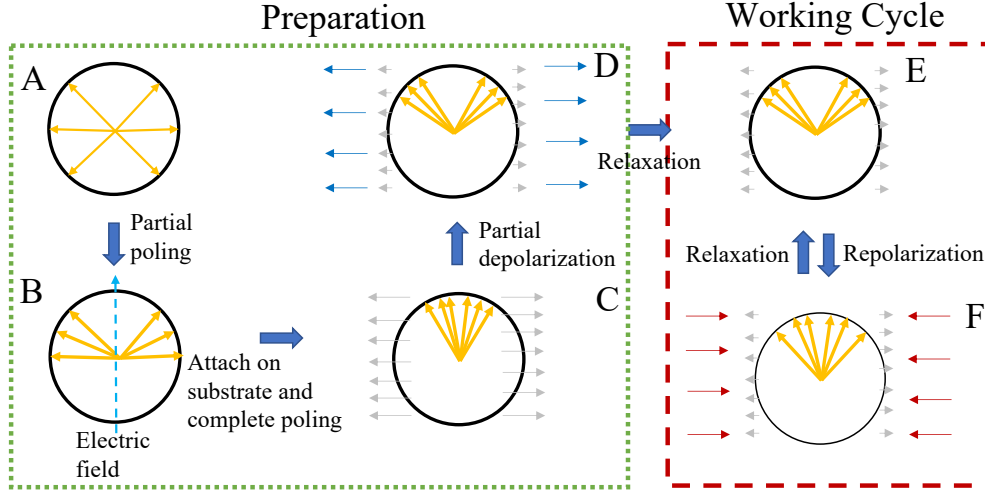 Preparation
Working Cycle
A
D
E
Relaxation
Partial
poling
Partial
depolarization
Relaxation
Repolarization
B
C
F
Attach on
substrate and
complete poling
Electric
field